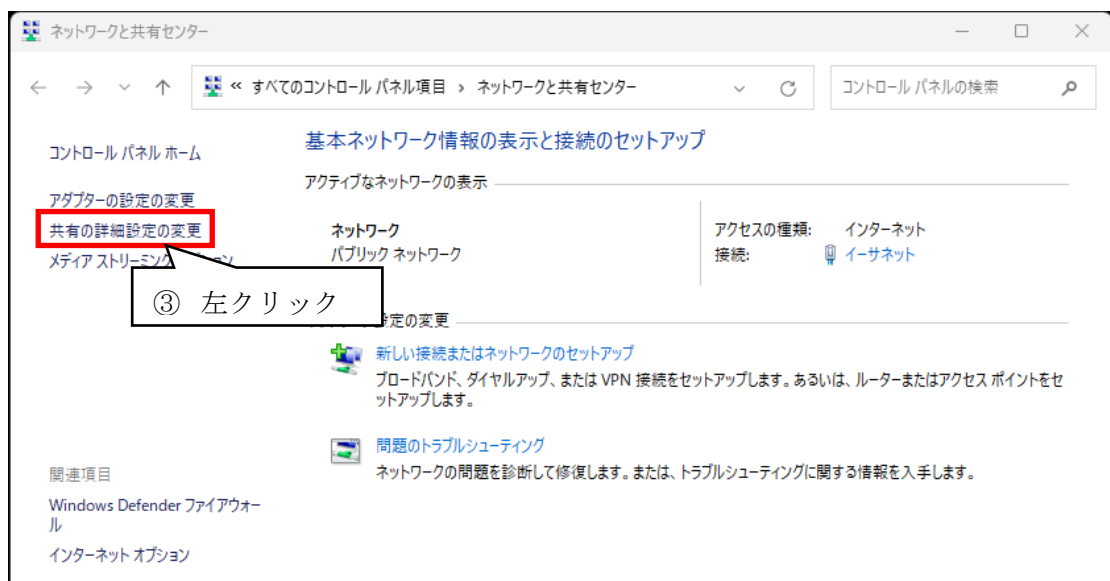 ネットワークと共有センター
« すべてのコントロール パネル項目 › ネットワークと共有センター
コントロール パネルの検索
コントロール パネル ホーム
アダプターの設定の変更
共有の詳細設定の変更
メディア ストリーミング
③ 左クリック
関連項目
Windows Defender ファイアウォー
ル
インターネット オプション
基本ネットワーク情報の表示と接続のセットアップ
アクティブなネットワークの表示
ネットワーク
パブリック ネットワーク
アクセスの種類: インターネット
接続: イーサネット
設定の変更
新しい接続またはネットワークのセットアップ
ブロードバンド、ダイヤルアップ、または VPN 接続をセットアップします。あるいは、ルーターまたはアクセス ポイントをセ
ットアップします。
問題のトラブルシューティング
ネットワークの問題を診断して修復します。または、トラブルシューティングに関する情報を入手します。